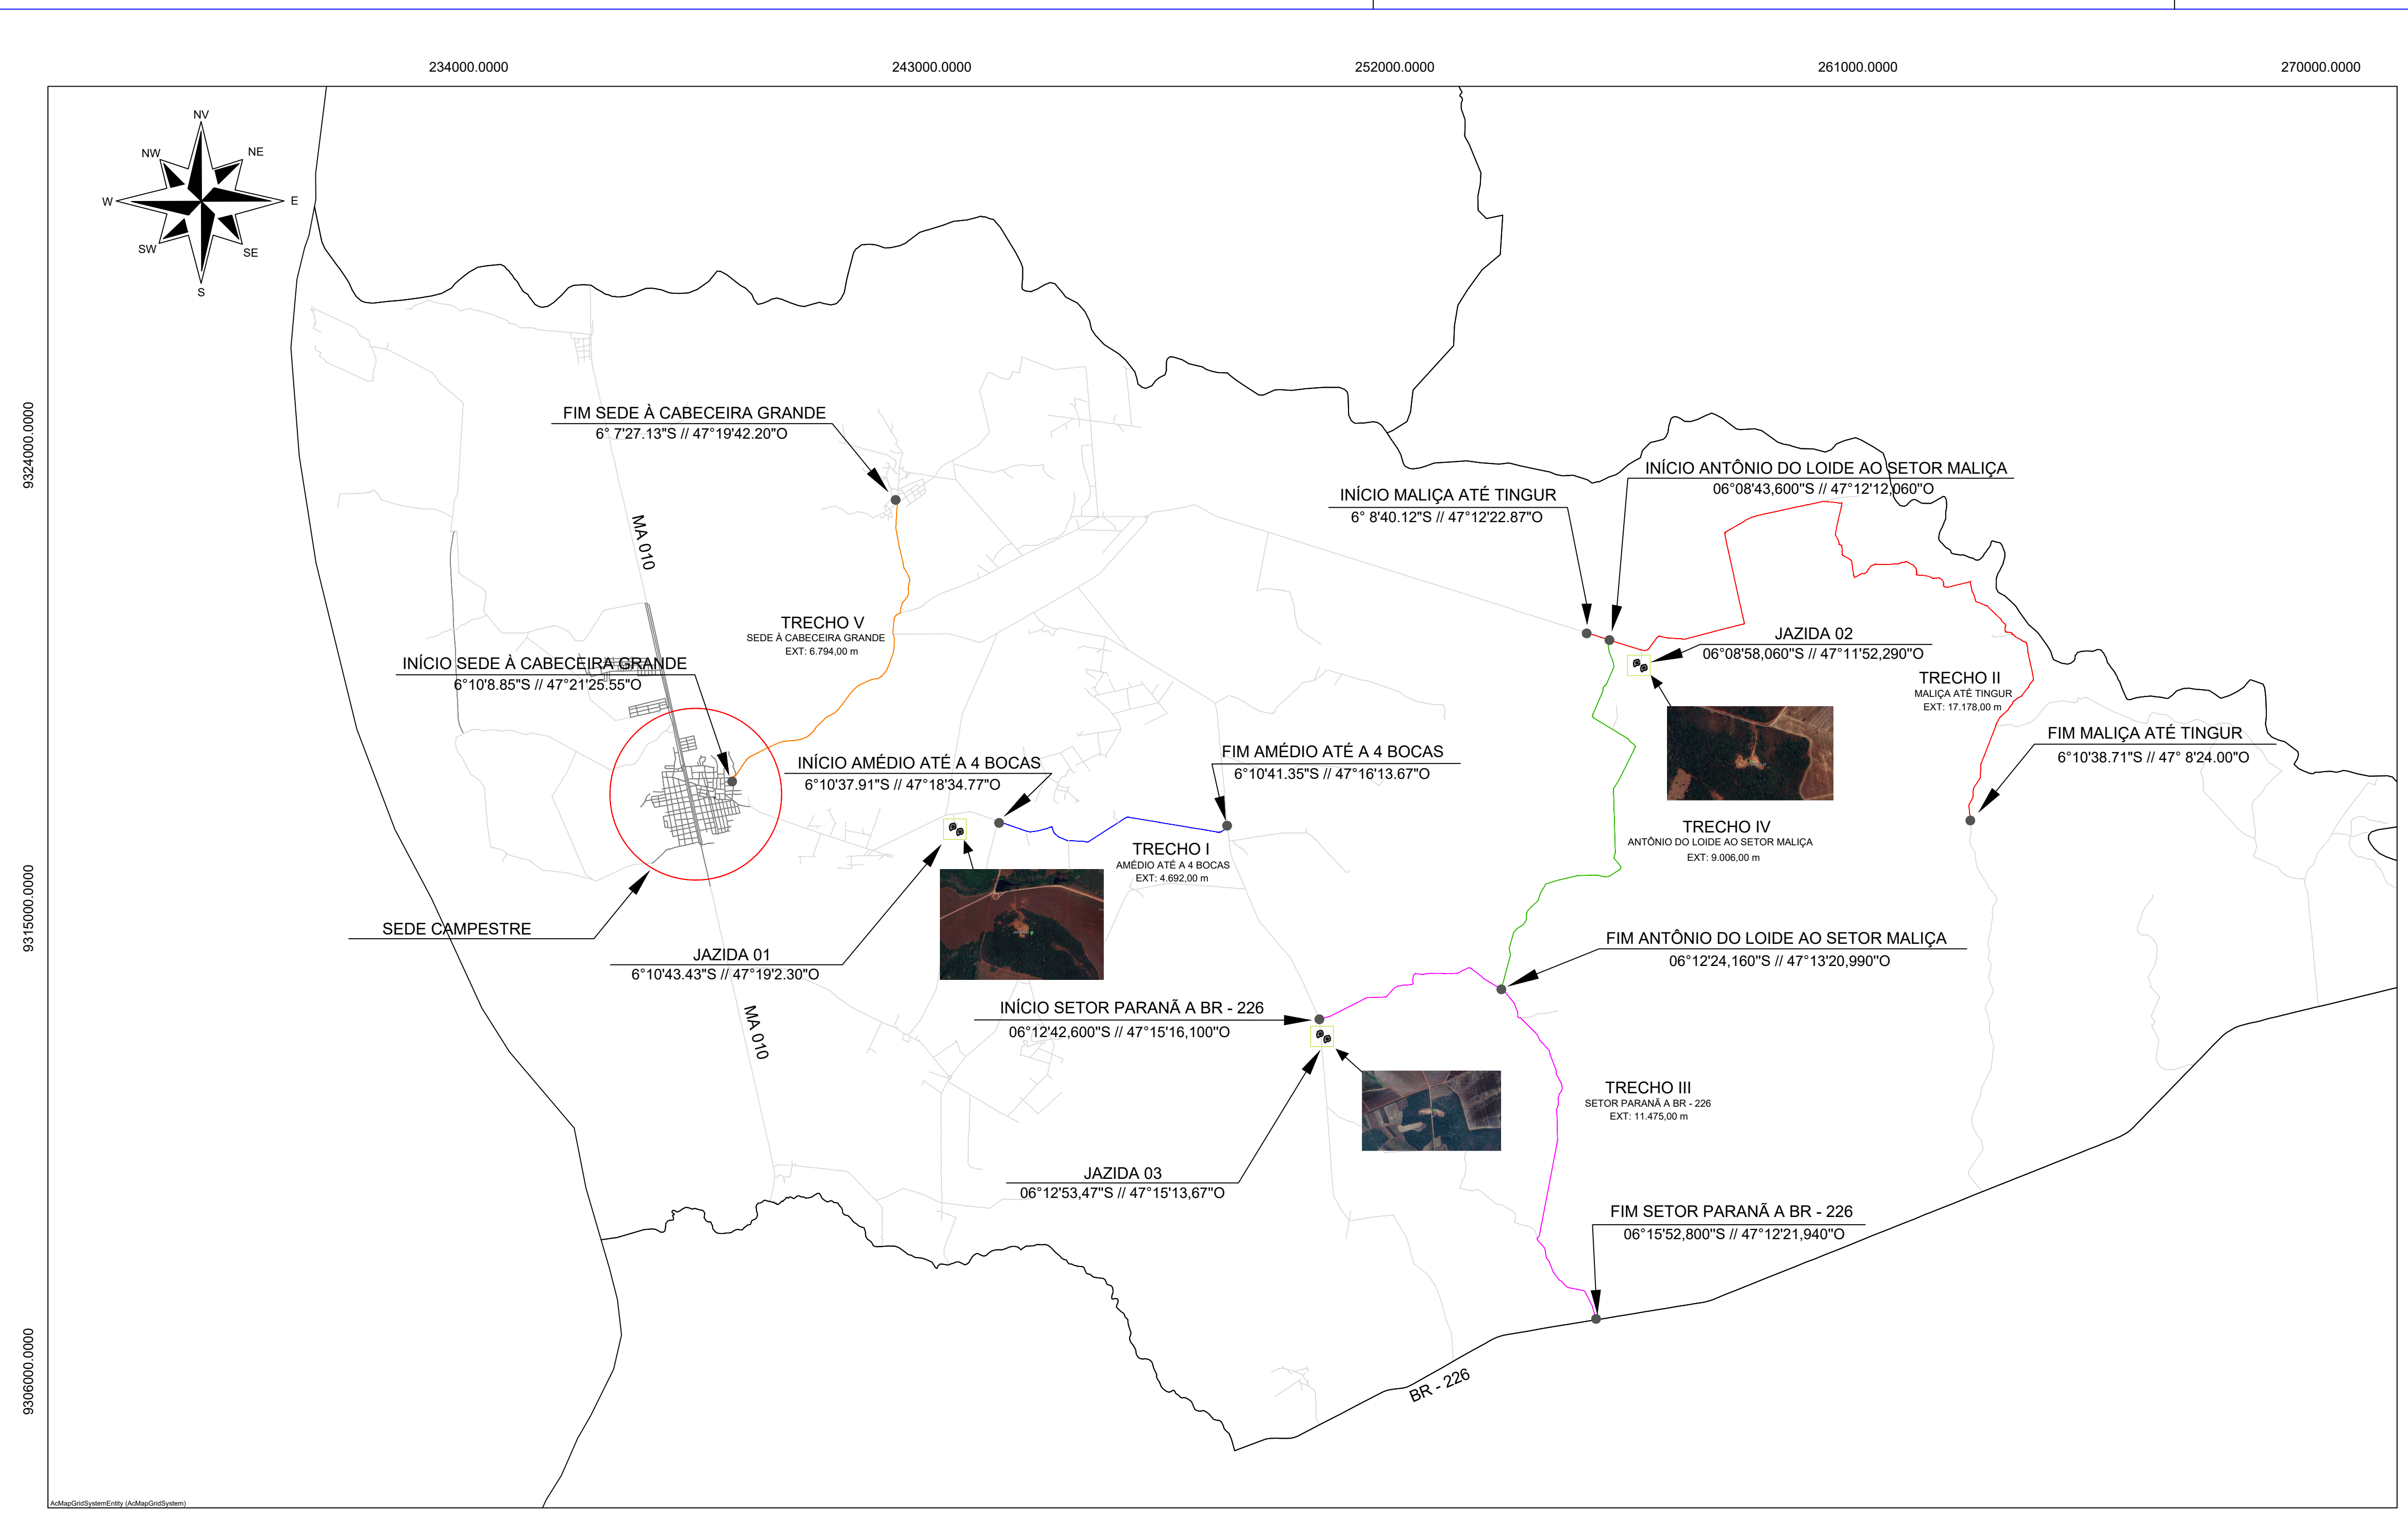 234000.0000
243000.0000
252000.0000
261000.0000
270000.0000
NV
NW
NE
W
E
SW
SE
S
9324000.0000
9315000.0000
9306000.0000
FIM SEDE À CABECEIRA GRANDE
6° 7'27.13"S // 47°19'42.20"O
INÍCIO ANTÔNIO DO LOIDE AO SETOR MALIÇA
06°08'43,600"S // 47°12'12,060"O
INÍCIO MALIÇA ATÉ TINGUR
6° 8'40.12"S // 47°12'22.87"O
MA 010
TRECHO V
SEDE À CABECEIRA GRANDE
EXT: 6.794,00 m
JAZIDA 02
06°08'58,060"S // 47°11'52,290"O
INÍCIO SEDE À CABECEIRA GRANDE
6°10'8.85"S // 47°21'25.55"O
TRECHO II
MALIÇA ATÉ TINGUR
EXT: 17.178,00 m
FIM MALIÇA ATÉ TINGUR
6°10'38.71"S // 47° 8'24.00"O
INÍCIO AMÉDIO ATÉ A 4 BOCAS
6°10'37.91"S // 47°18'34.77"O
FIM AMÉDIO ATÉ A 4 BOCAS
6°10'41.35"S // 47°16'13.67"O
TRECHO IV
ANTÔNIO DO LOIDE AO SETOR MALIÇA
EXT: 9.006,00 m
TRECHO I
AMÉDIO ATÉ A 4 BOCAS
EXT: 4.692,00 m
SEDE CAMPESTRE
JAZIDA 01
6°10'43.43"S // 47°19'2.30"O
FIM ANTÔNIO DO LOIDE AO SETOR MALIÇA
06°12'24,160"S // 47°13'20,990"O
INÍCIO SETOR PARANÃ A BR - 226
06°12'42,600"S // 47°15'16,100"O
MA 010
TRECHO III
SETOR PARANÃ A BR - 226
EXT: 11.475,00 m
JAZIDA 03
06°12'53,47"S // 47°15'13,67"O
FIM SETOR PARANÃ A BR - 226
06°15'52,800"S // 47°12'21,940"O
BR - 226
AcMapGridSystemEntity (AcMapGridSystem)